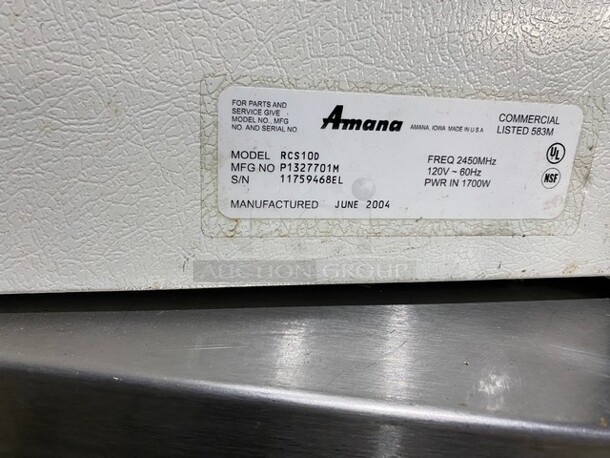 FOR PARTS AND
SERVICE GIVE
MODEL NO., MFG
NO. AND SERIAL NO.
Amana
AMANA, IOWA MADE IN U S A
COMMERCIAL
LISTED 583M
MODEL RCS10D
MFG NO P1327701M
S/N 11759468EL
FREQ 2450MHz
120V ~ 60Hz
PWR IN 1700W
UL
NSF
MANUFACTURED JUNE 2004
AUCTION GROUP